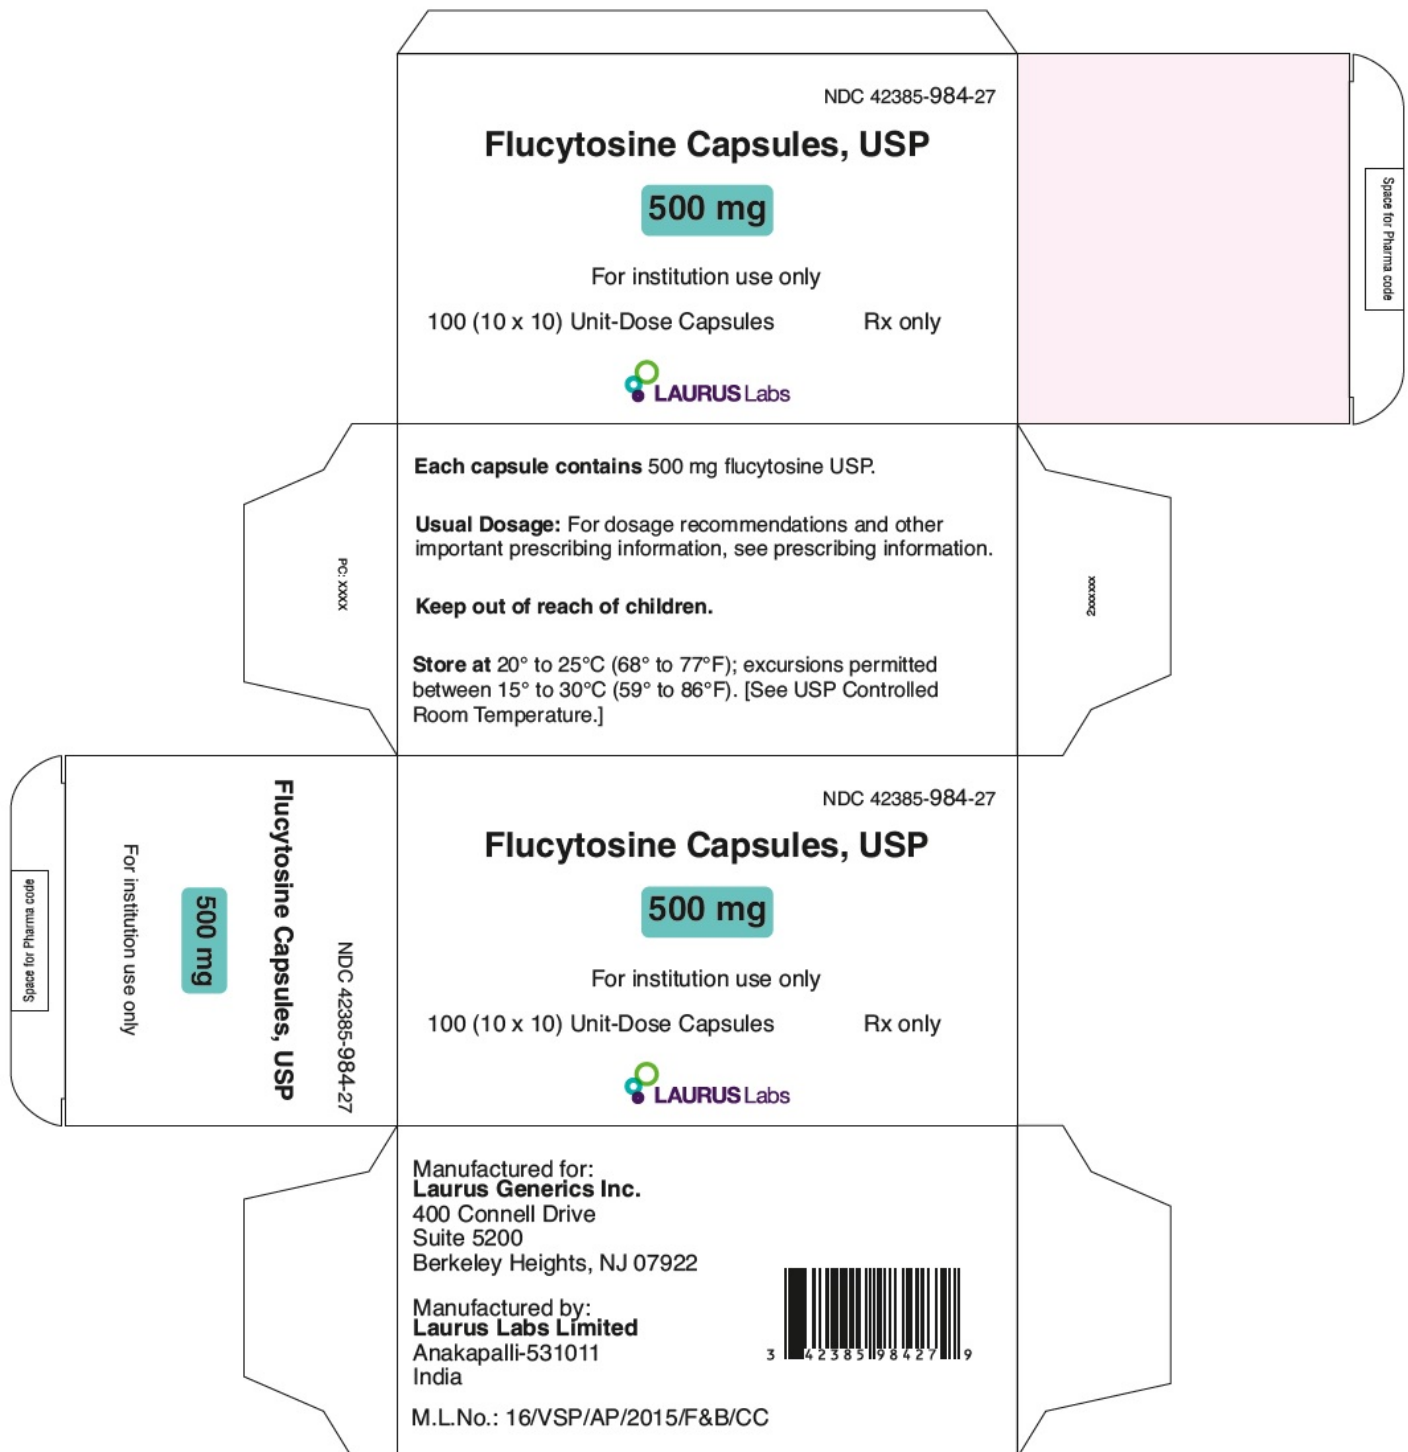 NDC 42385-984-27
Flucytosine Capsules, USP
500 mg
For institution use only
100 (10 x 10) Unit-Dose Capsules Rx only
LAURUS Labs
Space for Pharma code
Each capsule contains 500 mg flucytosine USP.
Usual Dosage: For dosage recommendations and other
important prescribing information, see prescribing information.
Keep out of reach of children.
Store at 20° to 25°C (68° to 77°F); excursions permitted
between 15° to 30°C (59° to 86°F). [See USP Controlled
Room Temperature.]
PC: XXXX
2xxxxxx
NDC 42385-984-27
Flucytosine Capsules, USP
500 mg
For institution use only
Space for Pharma code
NDC 42385-984-27
Flucytosine Capsules, USP
500 mg
For institution use only
100 (10 x 10) Unit-Dose Capsules Rx only
LAURUS Labs
Manufactured for:
Laurus Generics Inc.
400 Connell Drive
Suite 5200
Berkeley Heights, NJ 07922
Manufactured by:
Laurus Labs Limited
Anakapalli-531011
India
M.L.No.: 16/VSP/AP/2015/F&B/CC
3 42385 98427 9